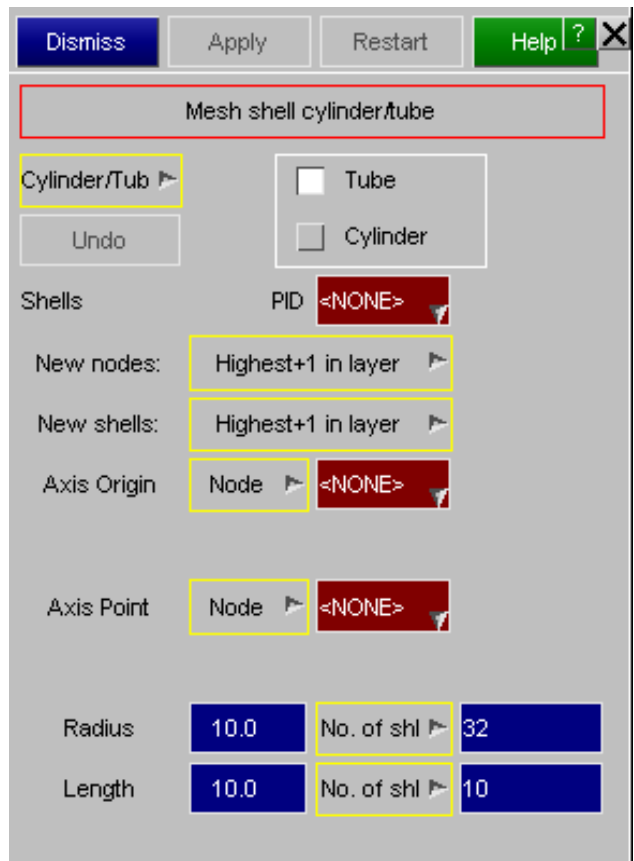 Dismiss Apply Restart Help ?
Mesh shell cylinder/tube
Cylinder/Tub Tube
Undo Cylinder
Shells PID <NONE>
New nodes: Highest+1 in layer
New shells: Highest+1 in layer
Axis Origin Node <NONE>
Axis Point Node <NONE>
Radius 10.0 No. of shl 32
Length 10.0 No. of shl 10